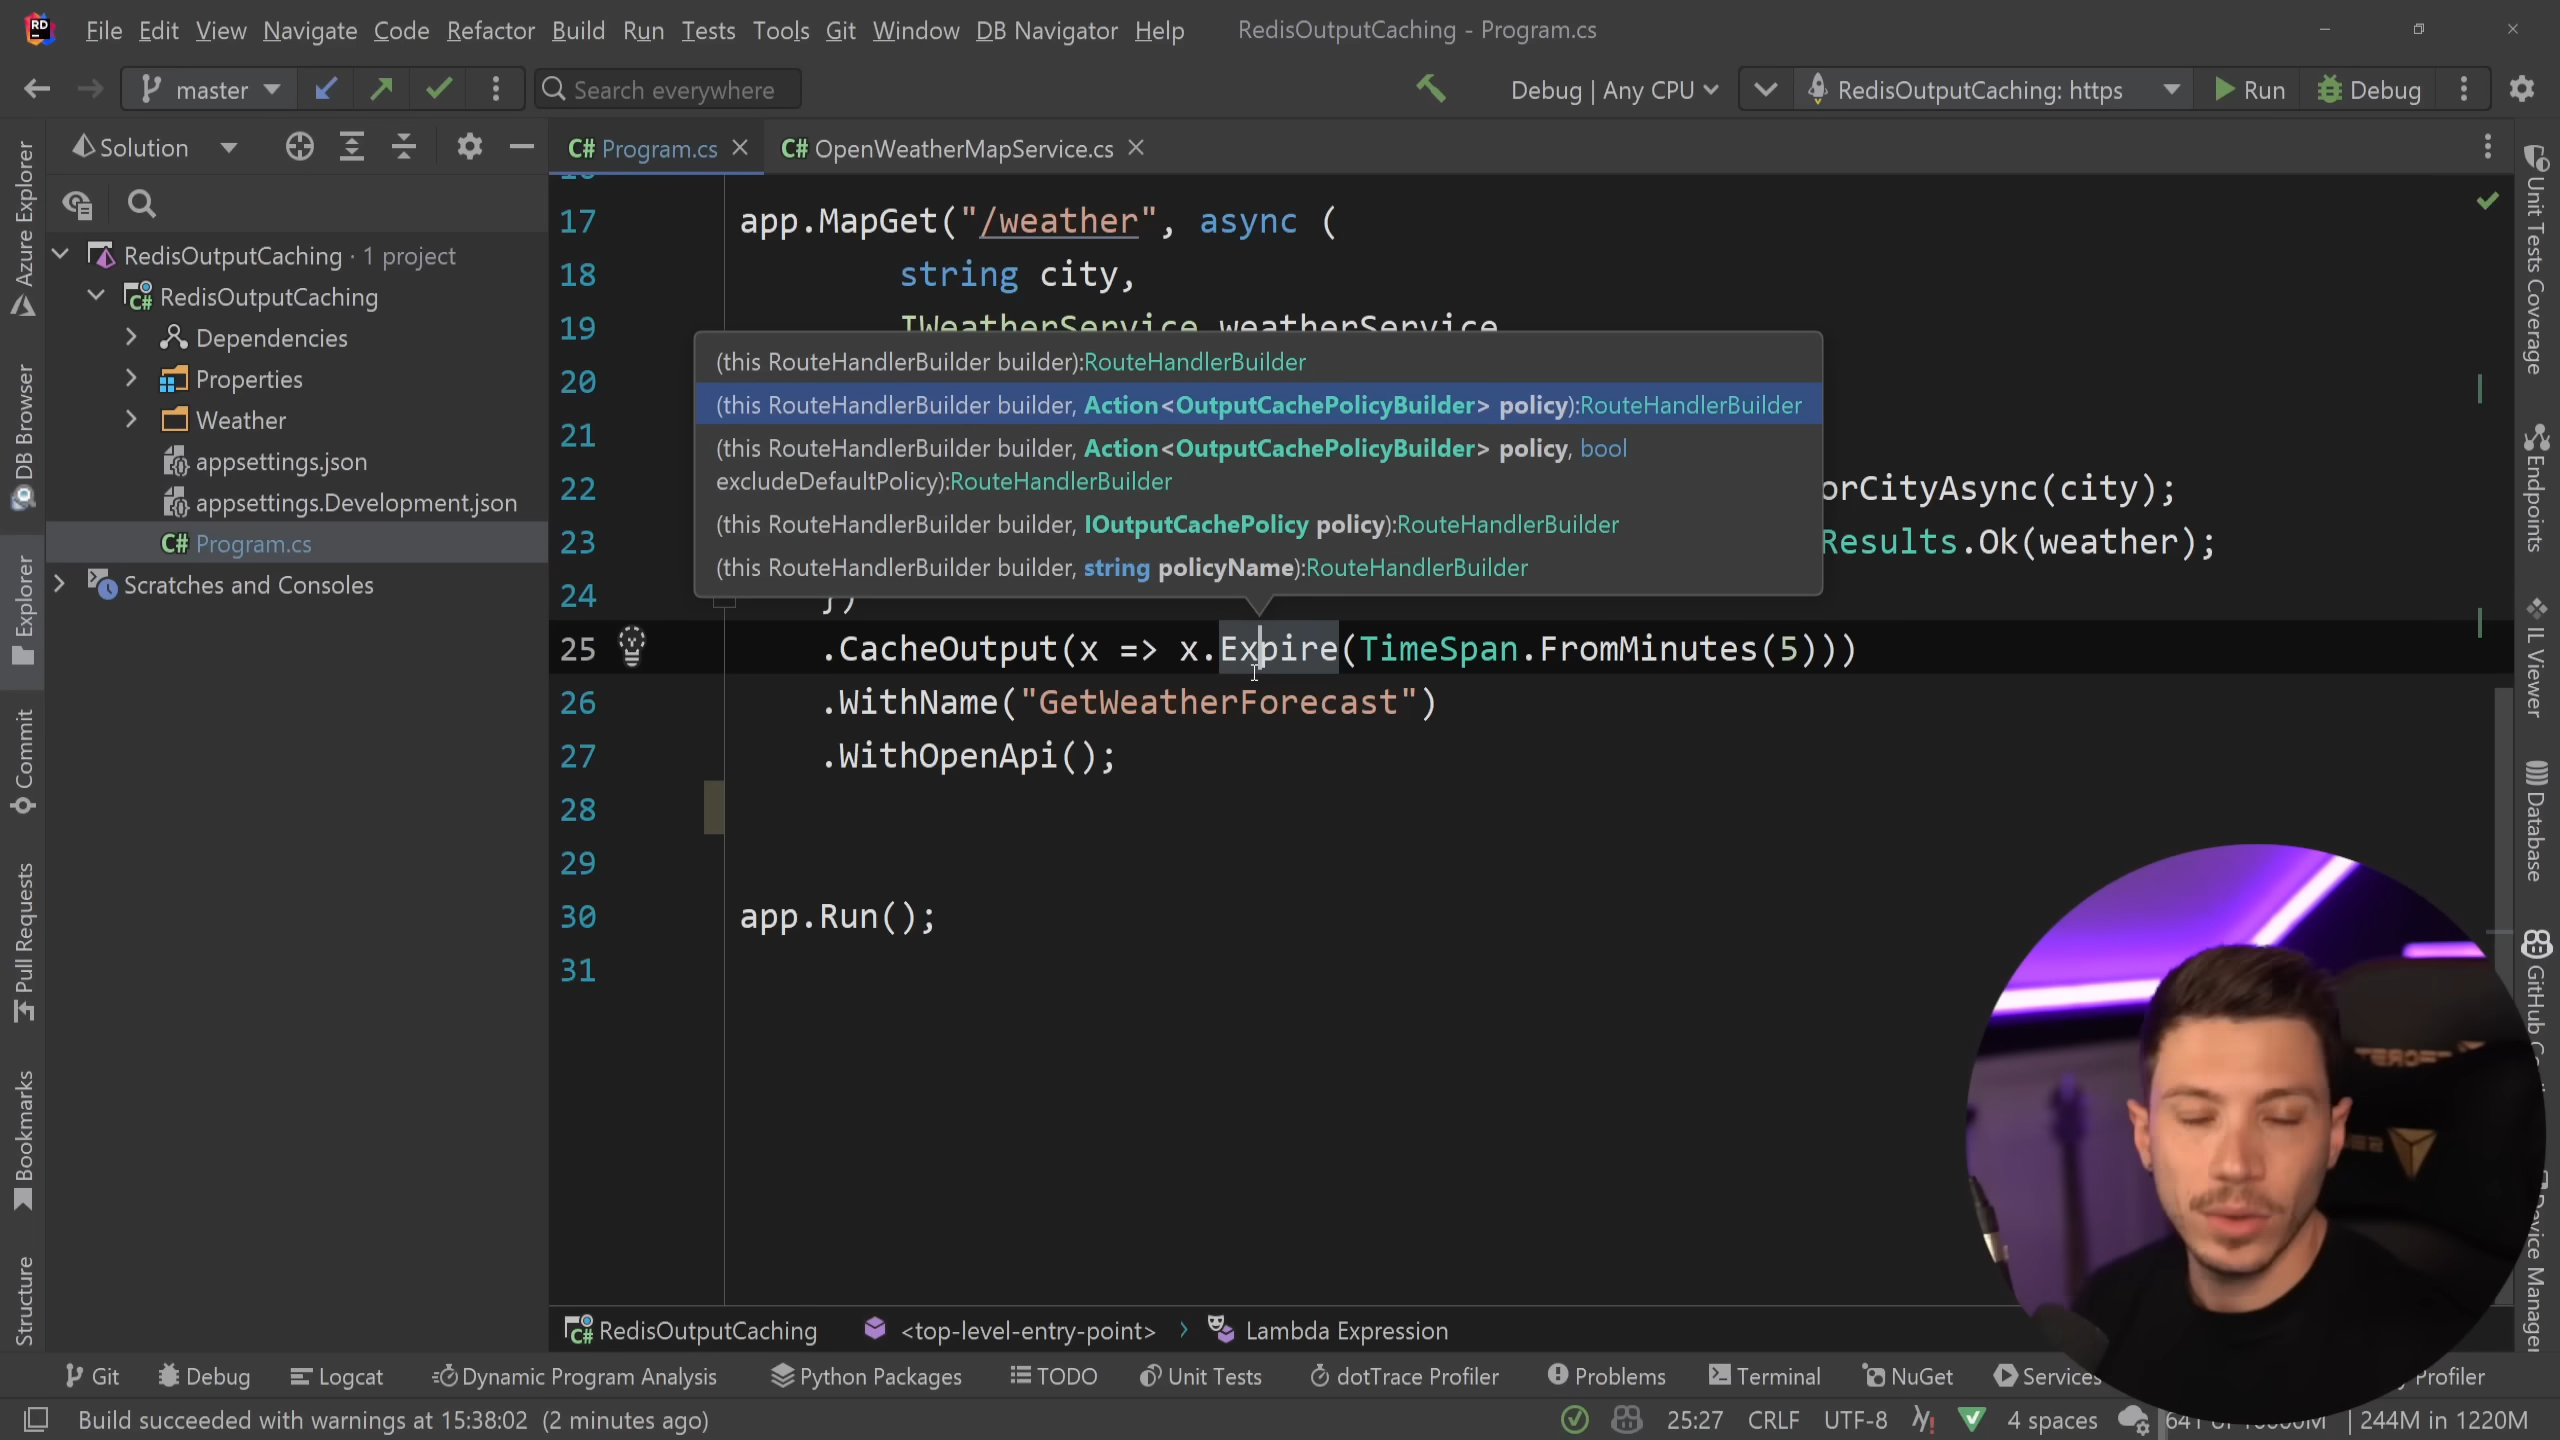 File Edit View Navigate Code Refactor Build Run Tests Tools Git Window DB Navigator Help RedisOutputCaching - Program.cs
master Search everywhere Debug | Any CPU RedisOutputCaching: https Run Debug
Solution
C# Program.cs C# OpenWeatherMapService.cs
RedisOutputCaching · 1 project
RedisOutputCaching
Dependencies
Properties
Weather
appsettings.json
appsettings.Development.json
C# Program.cs
Scratches and Consoles
17 app.MapGet("/weather", async (
18 string city,
19 IWeatherService weatherService
(this RouteHandlerBuilder builder):RouteHandlerBuilder
20
(this RouteHandlerBuilder builder, Action<OutputCachePolicyBuilder> policy):RouteHandlerBuilder
21
(this RouteHandlerBuilder builder, Action<OutputCachePolicyBuilder> policy, bool
excludeDefaultPolicy):RouteHandlerBuilder
22 orCityAsync(city);
(this RouteHandlerBuilder builder, IOutputCachePolicy policy):RouteHandlerBuilder
23 Results.Ok(weather);
(this RouteHandlerBuilder builder, string policyName):RouteHandlerBuilder
24 })
25 .CacheOutput(x => x.Expire(TimeSpan.FromMinutes(5)))
26 .WithName("GetWeatherForecast")
27 .WithOpenApi();
28
29
30 app.Run();
31
RedisOutputCaching <top-level-entry-point> › Lambda Expression
Git Debug Logcat Dynamic Program Analysis Python Packages TODO Unit Tests dotTrace Profiler Problems Terminal NuGet Services Profiler
Build succeeded with warnings at 15:38:02 (2 minutes ago) 25:27 CRLF UTF-8 4 spaces 244M in 1220M
Azure Explorer
DB Browser
Explorer
Commit
Pull Requests
Bookmarks
Structure
Unit Tests Coverage
Endpoints
IL Viewer
Database
GitHub
Device Manager